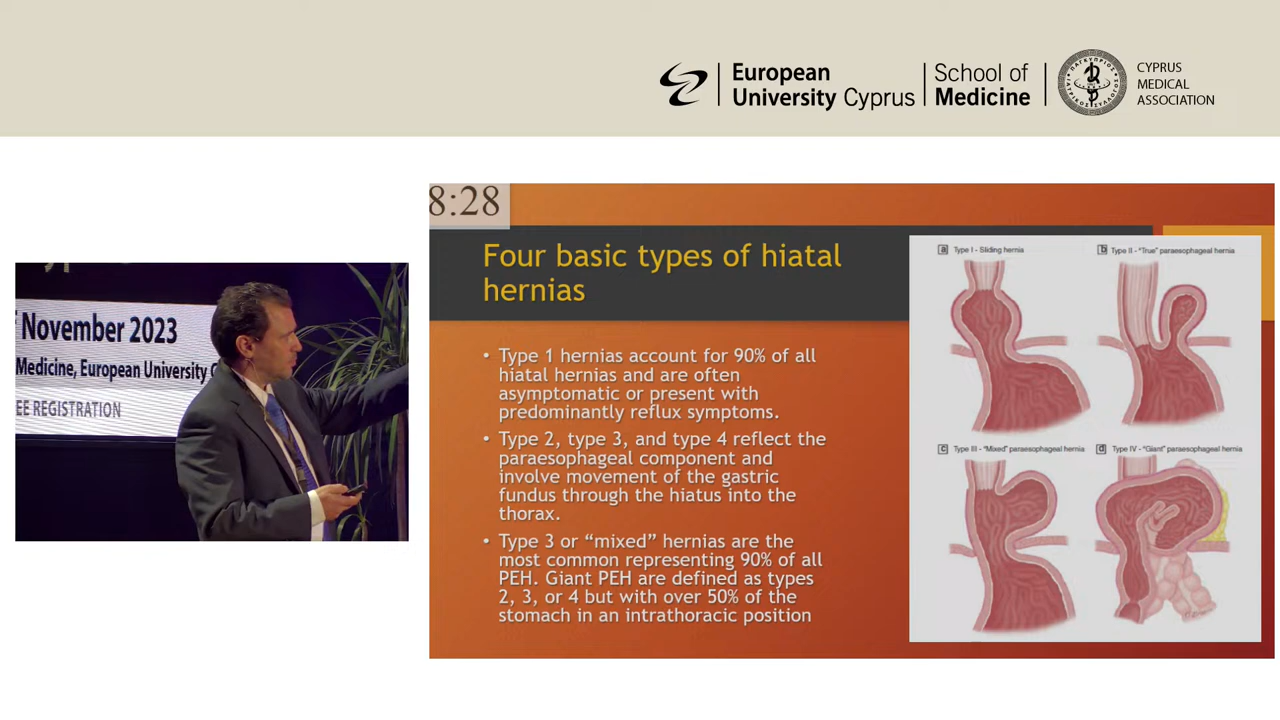 European
University Cyprus
School of
Medicine
CYPRUS
MEDICAL
ASSOCIATION
ΠΑΓΚΥΠΡΙΟΣ
ΙΑΤΡΙΚΟΣ ΣΥΛΛΟΓΟΣ
November 2023
Medicine, European University
EE REGISTRATION
8:28
Four basic types of hiatal
hernias
• Type 1 hernias account for 90% of all
hiatal hernias and are often
asymptomatic or present with
predominantly reflux symptoms.
• Type 2, type 3, and type 4 reflect the
paraesophageal component and
involve movement of the gastric
fundus through the hiatus into the
thorax.
• Type 3 or “mixed” hernias are the
most common representing 90% of all
PEH. Giant PEH are defined as types
2, 3, or 4 but with over 50% of the
stomach in an intrathoracic position
a Type I - Sliding hernia
b Type II - "True" paraesophageal hernia
c Type III - "Mixed" paraesophageal hernia
d Type IV - "Giant" paraesophageal hernia